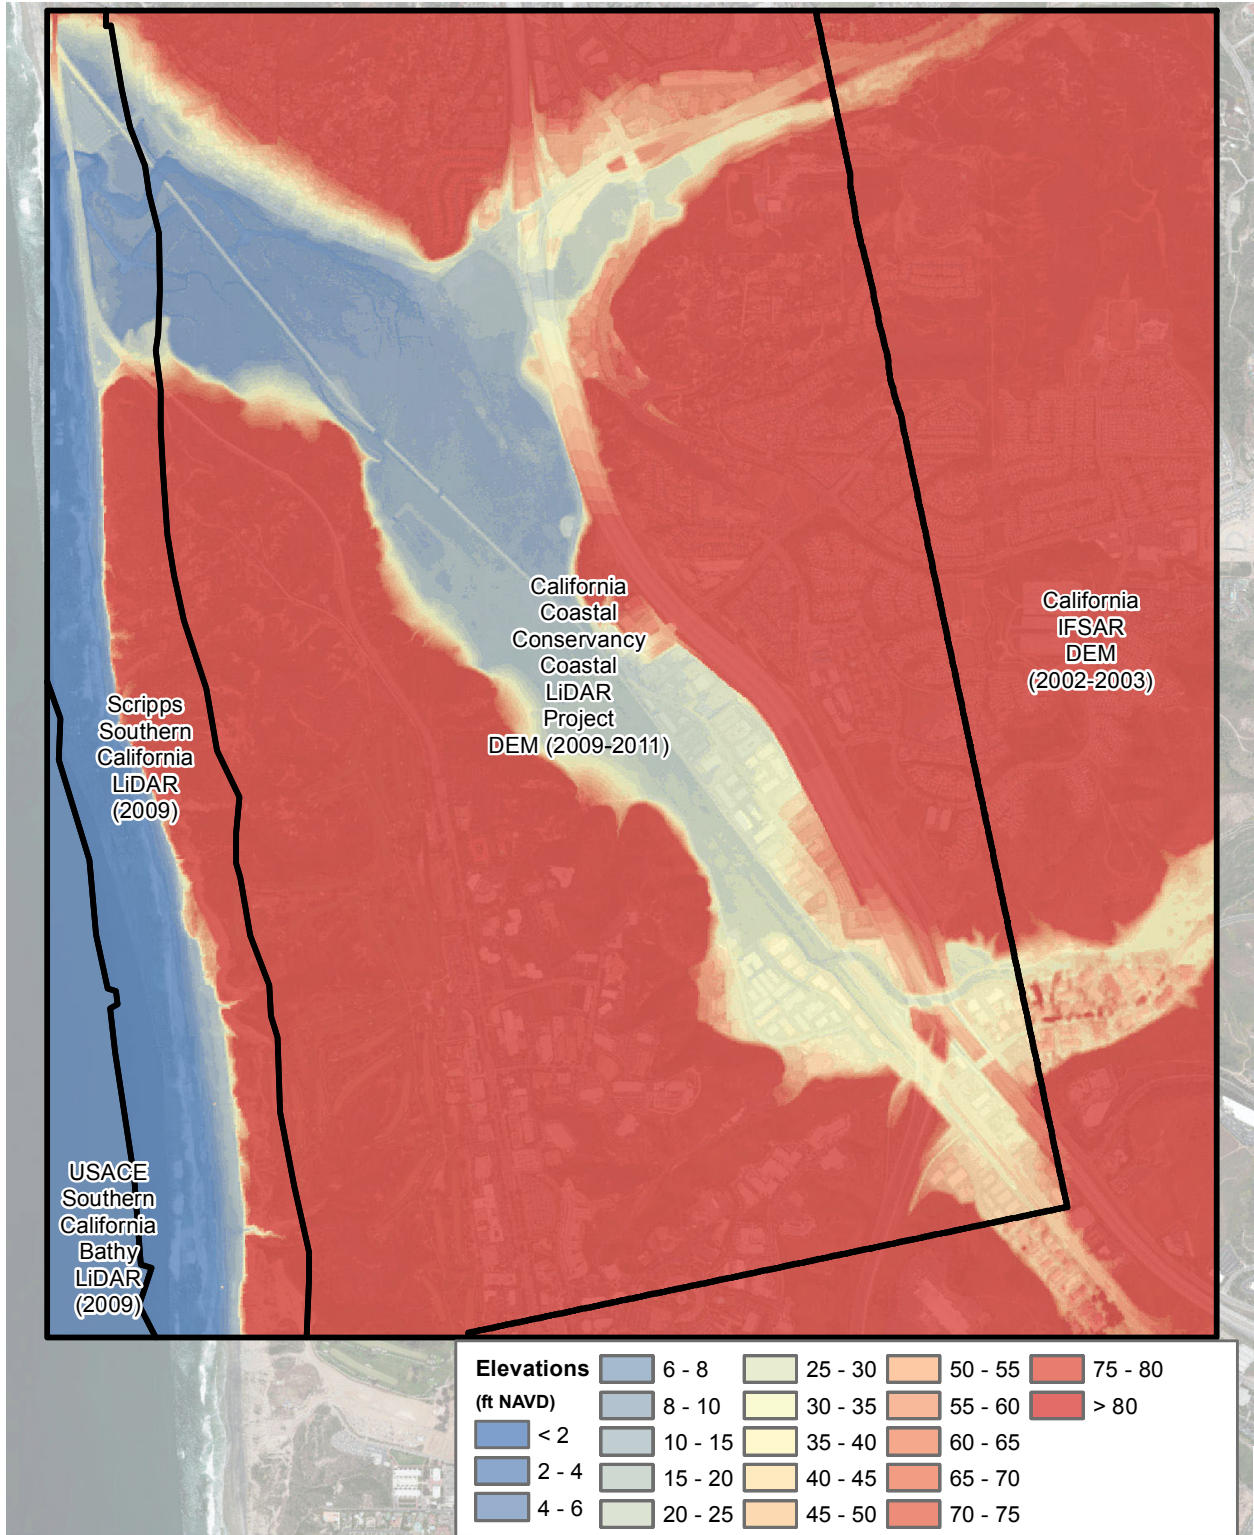 California
Coastal
Conservancy
Coastal
LiDAR
Project
DEM (2009-2011)
California
IFSAR
DEM
(2002-2003)
Scripps
Southern
California
LiDAR
(2009)
USACE
Southern
California
Bathy
LiDAR
(2009)
Elevations
(ft NAVD)
< 2
2 - 4
4 - 6
6 - 8
8 - 10
10 - 15
15 - 20
20 - 25
25 - 30
30 - 35
35 - 40
40 - 45
45 - 50
50 - 55
55 - 60
60 - 65
65 - 70
70 - 75
75 - 80
> 80